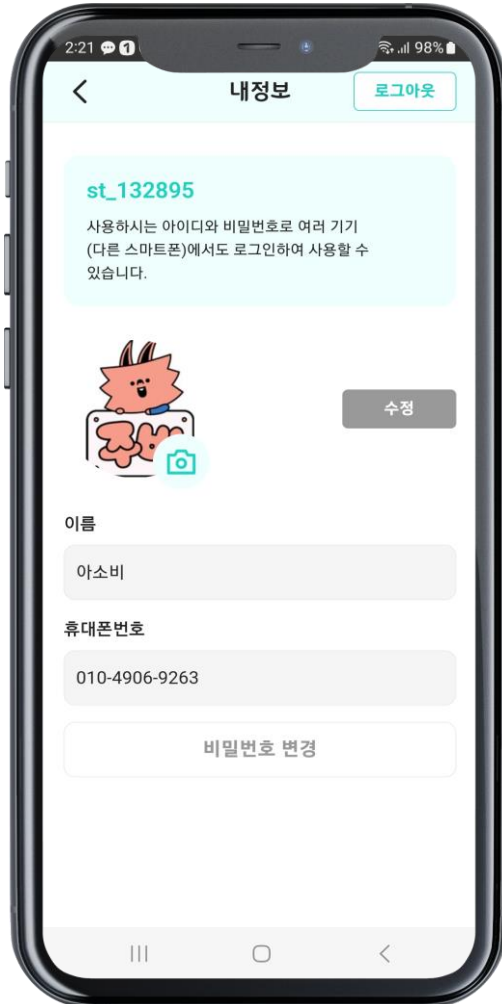 2:21
98%
내정보
로그아웃
st_132895
사용하시는 아이디와 비밀번호로 여러 기기
(다른 스마트폰)에서도 로그인하여 사용할 수
있습니다.
수정
이름
아소비
휴대폰번호
010-4906-9263
비밀번호 변경